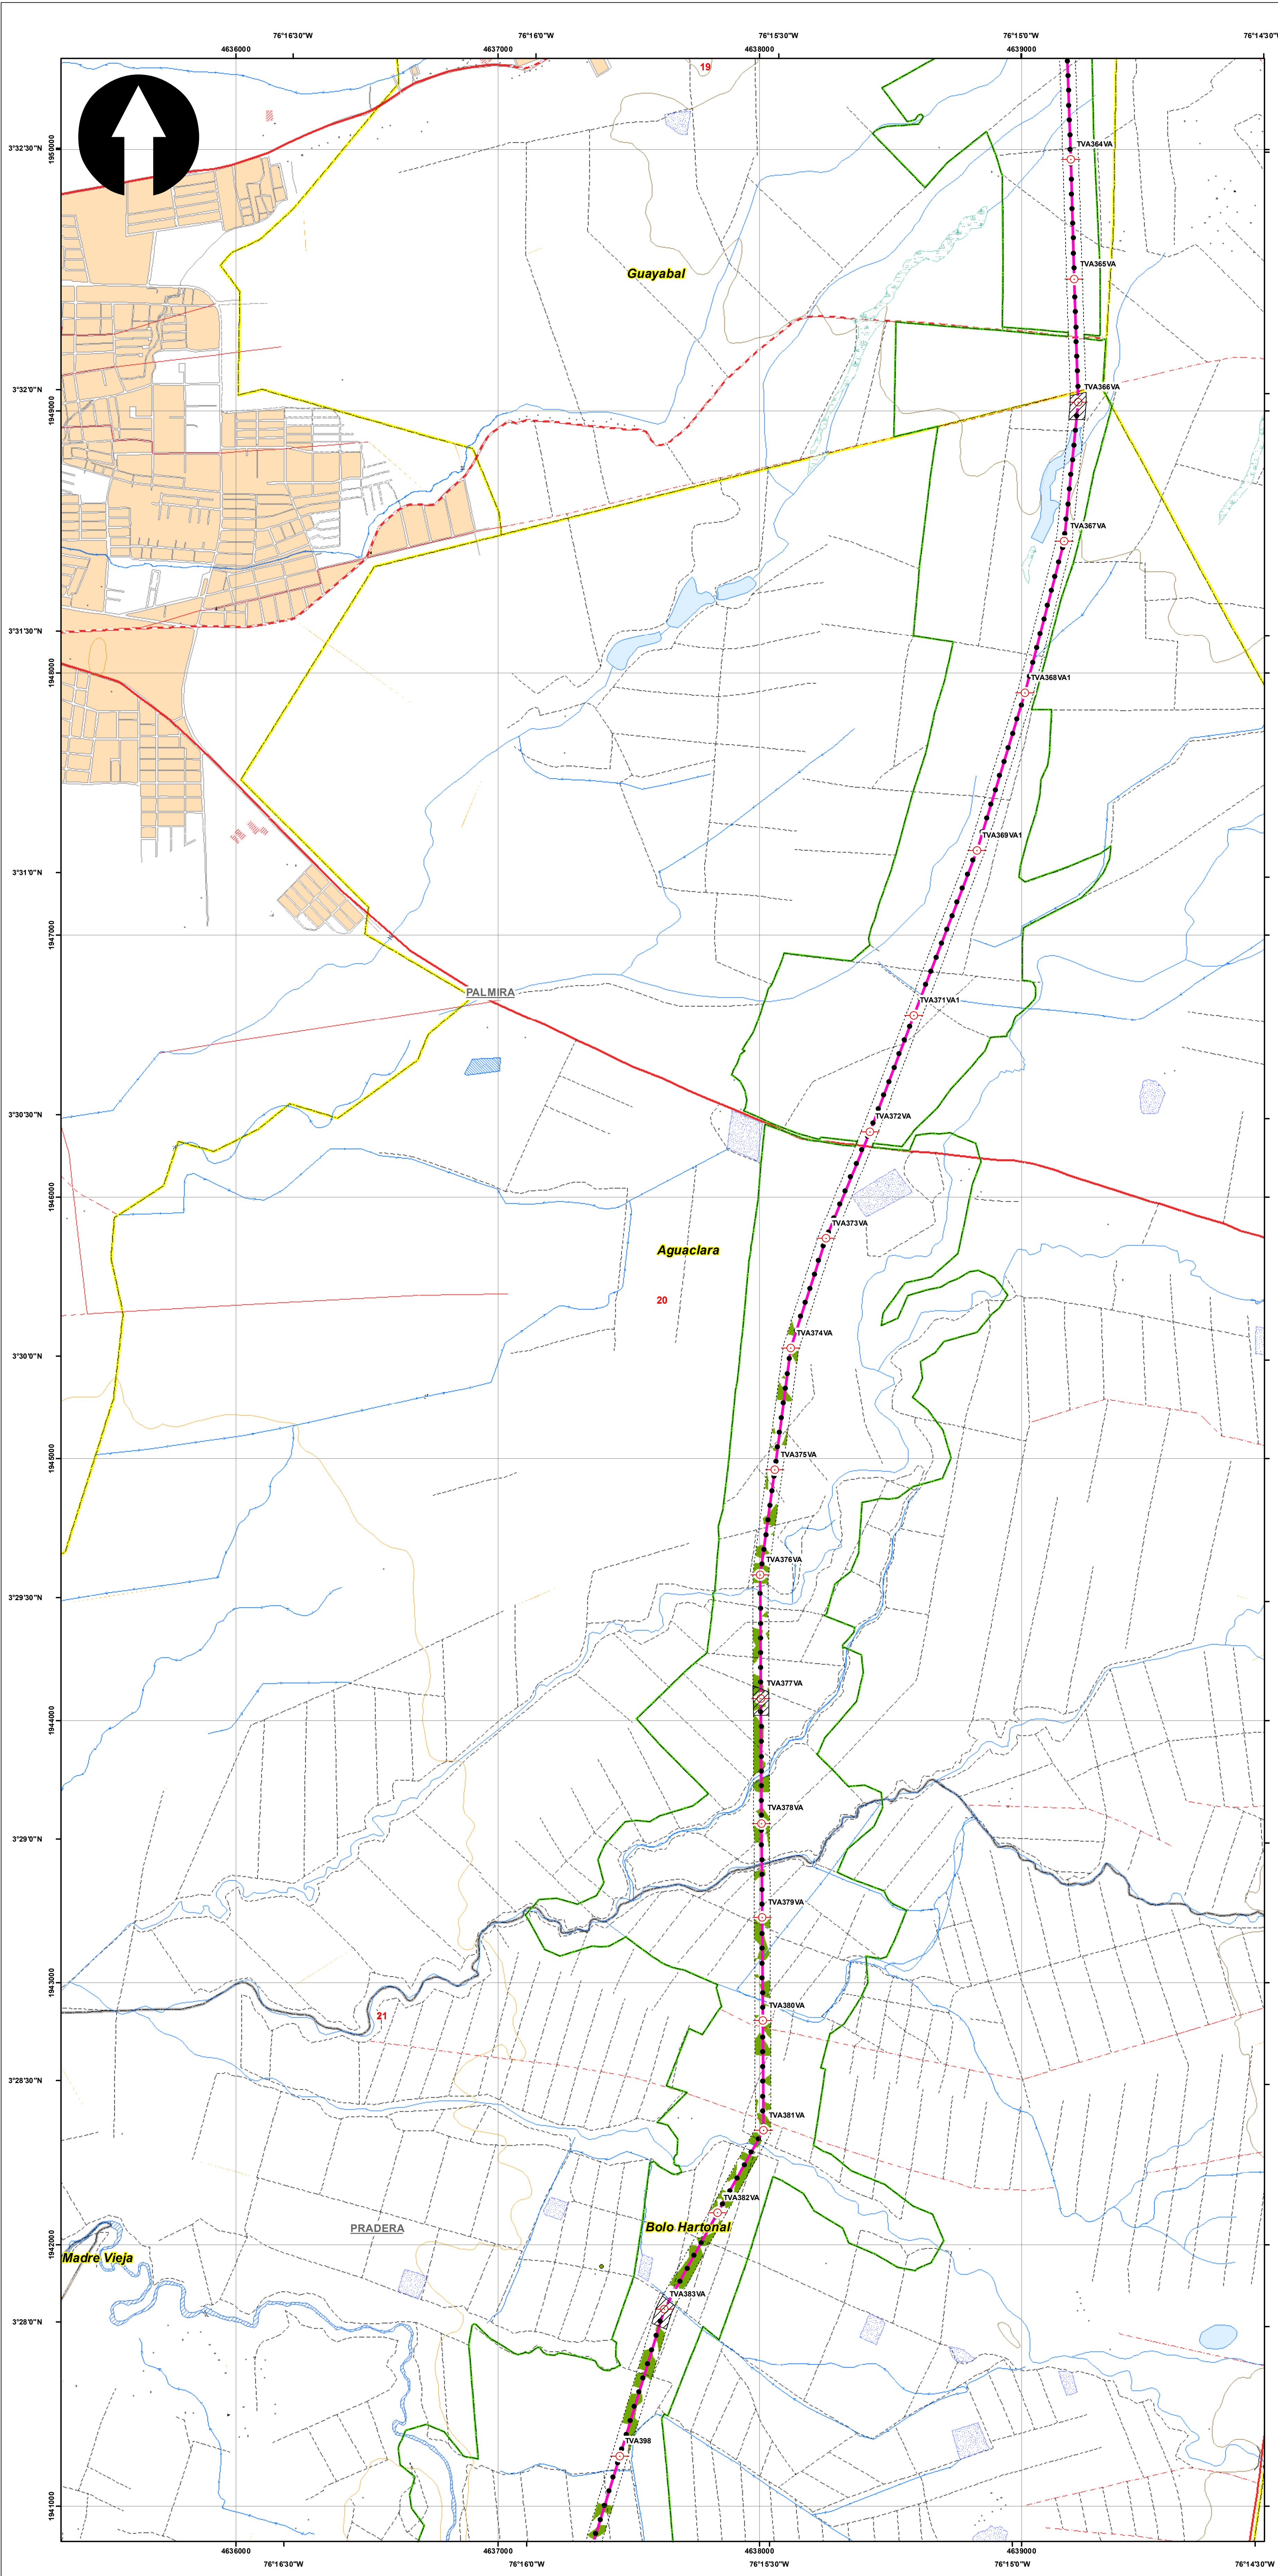 76°16'30"W 76°16'0"W 76°15'30"W 76°15'0"W
4636000 4637000 4638000 4639000
19
3°32'30"N
1950000
TVA364VA
Guayabal
TVA365VA
3°32'0"N
1949000
TVA366VA
TVA367VA
3°31'30"N
1948000
TVA368VA1
TVA369VA1
3°31'0"N
1947000
PALMIRA
TVA371VA1
3°30'30"N
TVA372VA
1946000
TVA373VA
Aguaclara
20
TVA374VA
3°30'0"N
1945000
TVA375VA
TVA376VA
3°29'30"N
TVA377VA
1944000
TVA378VA
3°29'0"N
TVA379VA
1943000
TVA380VA
21
3°28'30"N
TVA381VA
TVA382VA
PRADERA
Bolo Hartonal
1942000
Madre Vieja
TVA383VA
3°28'0"N
TVA398
1941000
4636000 4637000 4638000 4639000
76°16'30"W 76°16'0"W 76°15'30"W 76°15'0"W 76°14'30"W